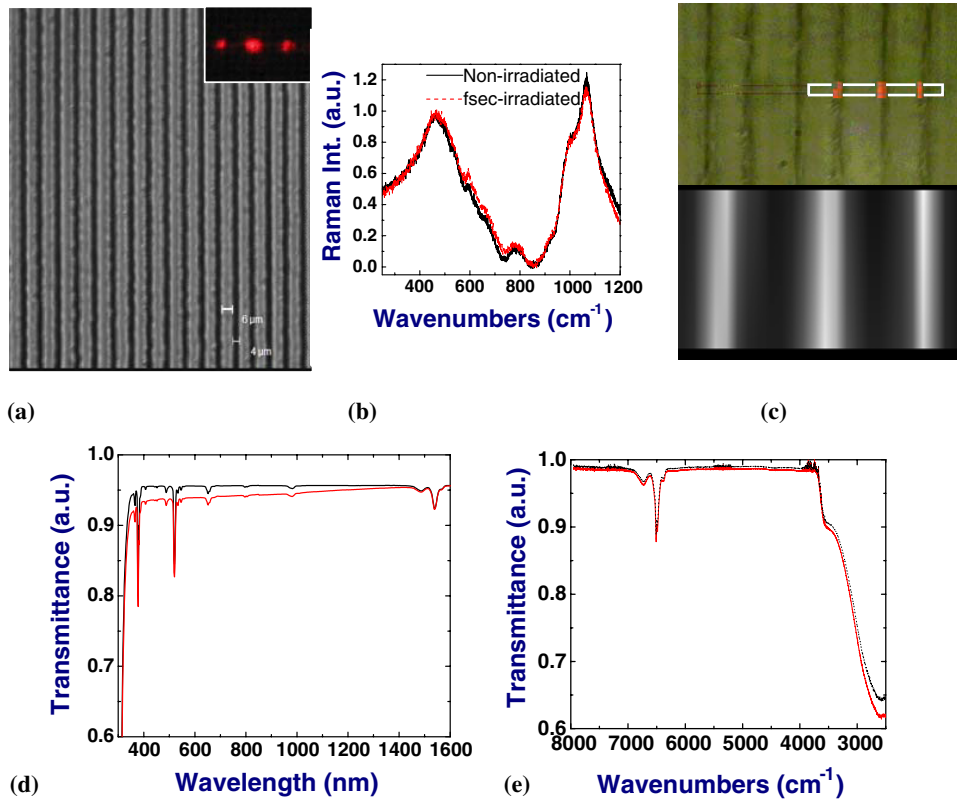 6 µm
4 µm
(a)
Raman Int. (a.u.)
1.2
1.0
0.8
0.6
0.4
0.2
0.0
Non-irradiated
fsec-irradiated
400 600 800 1000 1200
Wavenumbers (cm⁻¹)
(b)
(c)
Transmittance (a.u.)
1.0
0.9
0.8
0.7
0.6
400 600 800 1000 1200 1400 1600
Wavelength (nm)
(d)
Transmittance (a.u.)
1.0
0.9
0.8
0.7
0.6
8000 7000 6000 5000 4000 3000
Wavenumbers (cm⁻¹)
(e)